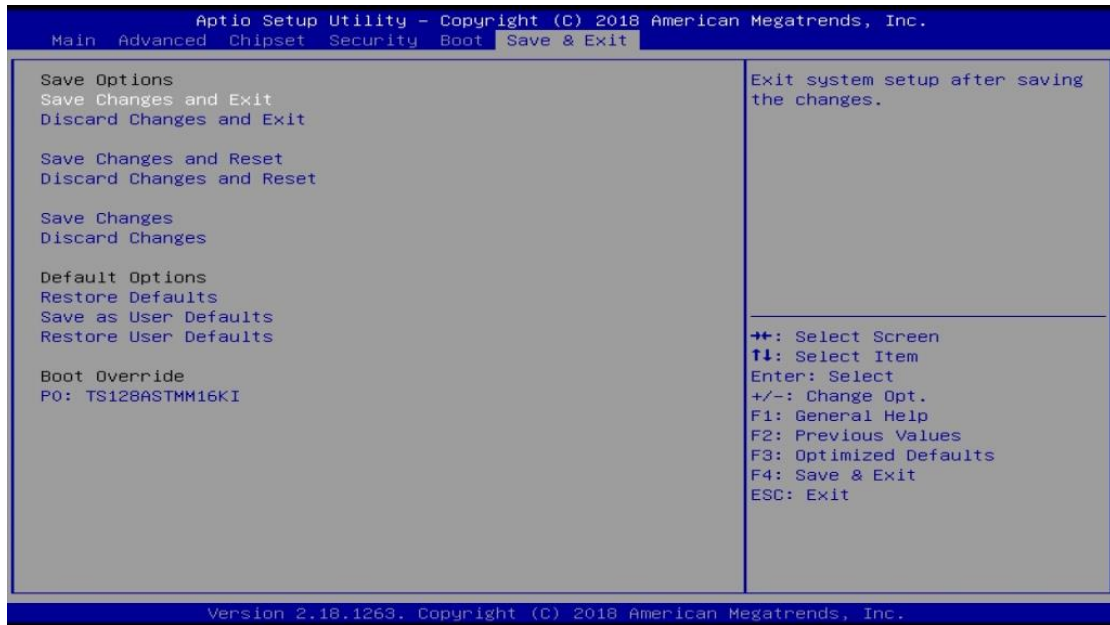 Aptio Setup Utility – Copyright (C) 2018 American Megatrends, Inc.
Main Advanced Chipset Security Boot Save & Exit
Save Options
Save Changes and Exit
Discard Changes and Exit
Save Changes and Reset
Discard Changes and Reset
Save Changes
Discard Changes
Default Options
Restore Defaults
Save as User Defaults
Restore User Defaults
Boot Override
P0: TS128ASTMM16KI
Exit system setup after saving
the changes.
→←: Select Screen
↑↓: Select Item
Enter: Select
+/-: Change Opt.
F1: General Help
F2: Previous Values
F3: Optimized Defaults
F4: Save & Exit
ESC: Exit
Version 2.18.1263. Copyright (C) 2018 American Megatrends, Inc.